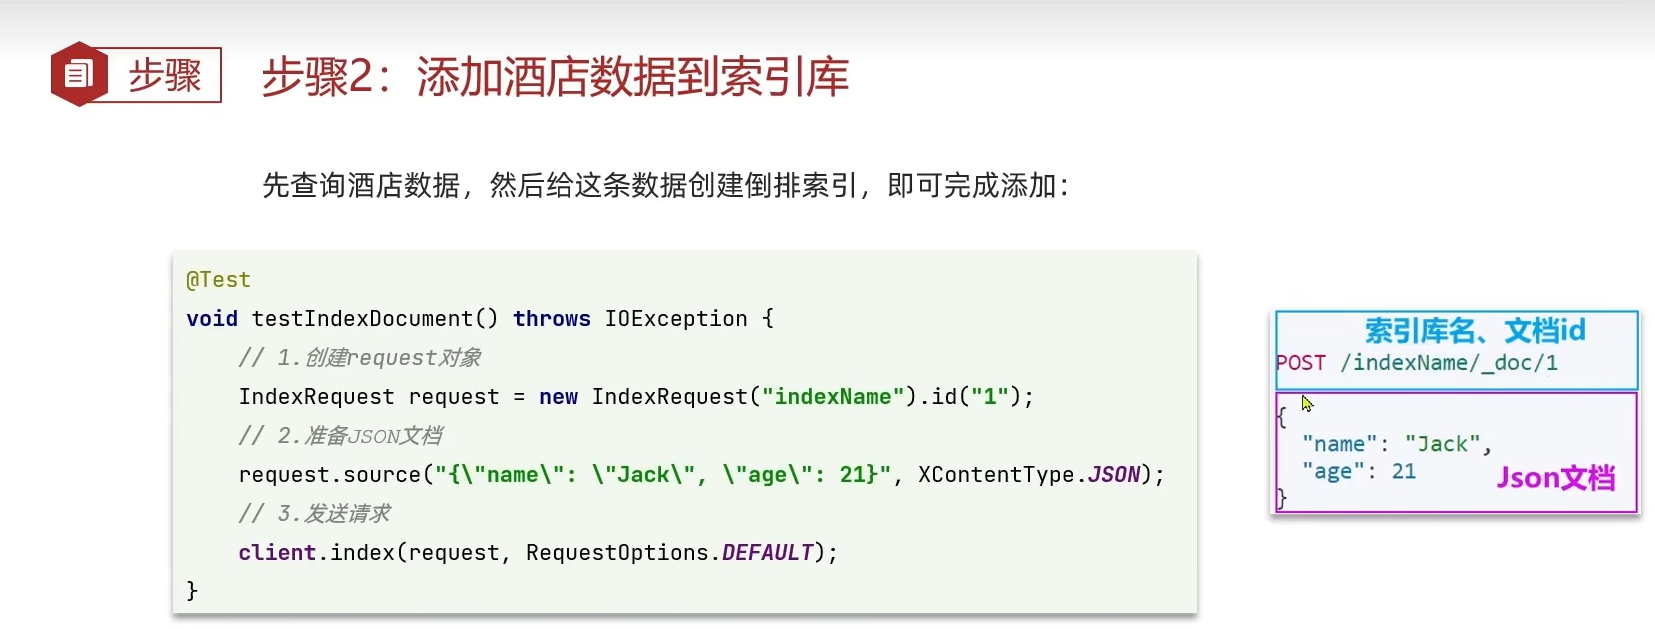 步骤
步骤2：添加酒店数据到索引库
先查询酒店数据，然后给这条数据创建倒排索引，即可完成添加：
@Test
void testIndexDocument() throws IOException {
// 1.创建request对象
IndexRequest request = new IndexRequest("indexName").id("1");
// 2.准备JSON文档
request.source("{\"name\": \"Jack\", \"age\": 21}", XContentType.JSON);
// 3.发送请求
client.index(request, RequestOptions.DEFAULT);
}
索引库名、文档id
POST /indexName/_doc/1
{
"name": "Jack",
"age": 21
Json文档
}